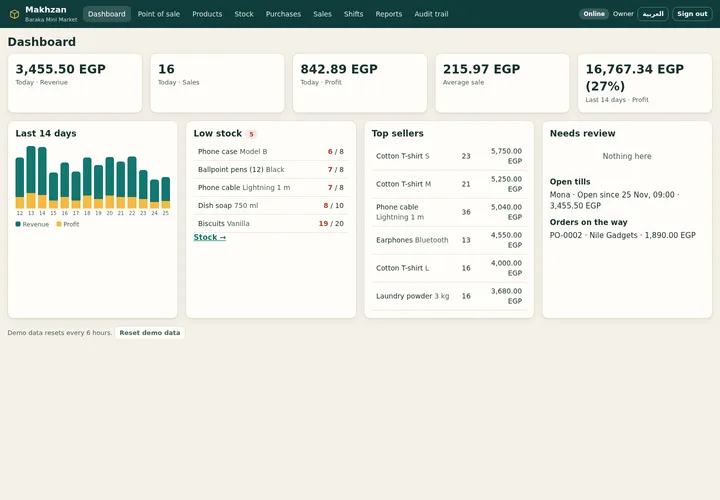 Makhzan
Baraka Mini Market
Dashboard
Point of sale
Products
Stock
Purchases
Sales
Shifts
Reports
Audit trail
Online
Owner
العربية
Sign out
Dashboard
3,455.50 EGP
Today · Revenue
16
Today · Sales
842.89 EGP
Today · Profit
215.97 EGP
Average sale
16,767.34 EGP
(27%)
Last 14 days · Profit
Last 14 days
12 13 14 15 16 17 18 19 20 21 22 23 24 25
Revenue Profit
Low stock 5
Phone case Model B 6 / 8
Ballpoint pens (12) Black 7 / 8
Phone cable Lightning 1 m 7 / 8
Dish soap 750 ml 8 / 10
Biscuits Vanilla 19 / 20
Stock →
Top sellers
Cotton T-shirt S 23 5,750.00 EGP
Cotton T-shirt M 21 5,250.00 EGP
Phone cable Lightning 1 m 36 5,040.00 EGP
Earphones Bluetooth 13 4,550.00 EGP
Cotton T-shirt L 16 4,000.00 EGP
Laundry powder 3 kg 16 3,680.00 EGP
Needs review
Nothing here
Open tills
Mona · Open since 25 Nov, 09:00 ·
3,455.50 EGP
Orders on the way
PO-0002 · Nile Gadgets · 1,890.00 EGP
Demo data resets every 6 hours. Reset demo data